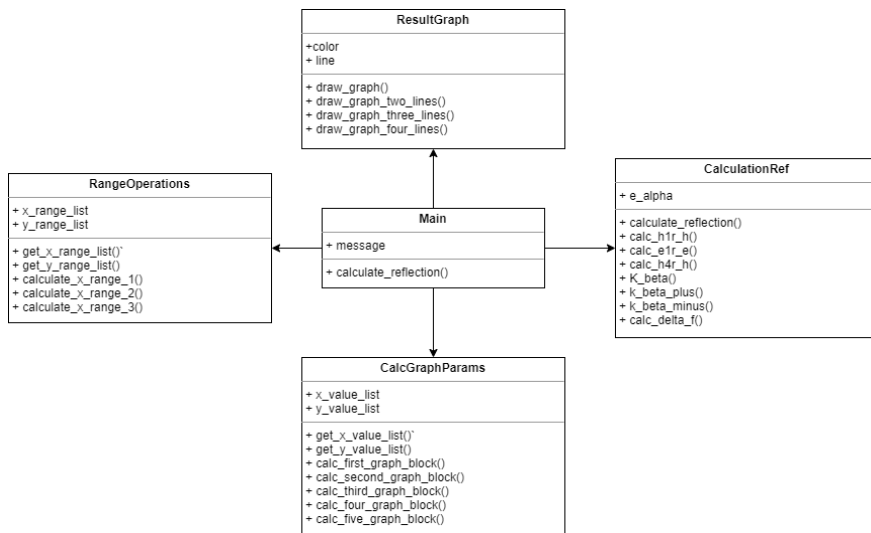 ResultGraph
+color
+ line
+ draw_graph()
+ draw_graph_two_lines()
+ draw_graph_three_lines()
+ draw_graph_four_lines()
RangeOperations
+ x_range_list
+ y_range_list
+ get_x_range_list()`
+ get_y_range_list()
+ calculate_x_range_1()
+ calculate_x_range_2()
+ calculate_x_range_3()
Main
+ message
+ calculate_reflection()
CalculationRef
+ e_alpha
+ calculate_reflection()
+ calc_h1r_h()
+ calc_e1r_e()
+ calc_h4r_h()
+ K_beta()
+ k_beta_plus()
+ k_beta_minus()
+ calc_delta_f()
CalcGraphParams
+ x_value_list
+ y_value_list
+ get_x_value_list()`
+ get_y_value_list()
+ calc_first_graph_block()
+ calc_second_graph_block()
+ calc_third_graph_block()
+ calc_four_graph_block()
+ calc_five_graph_block()